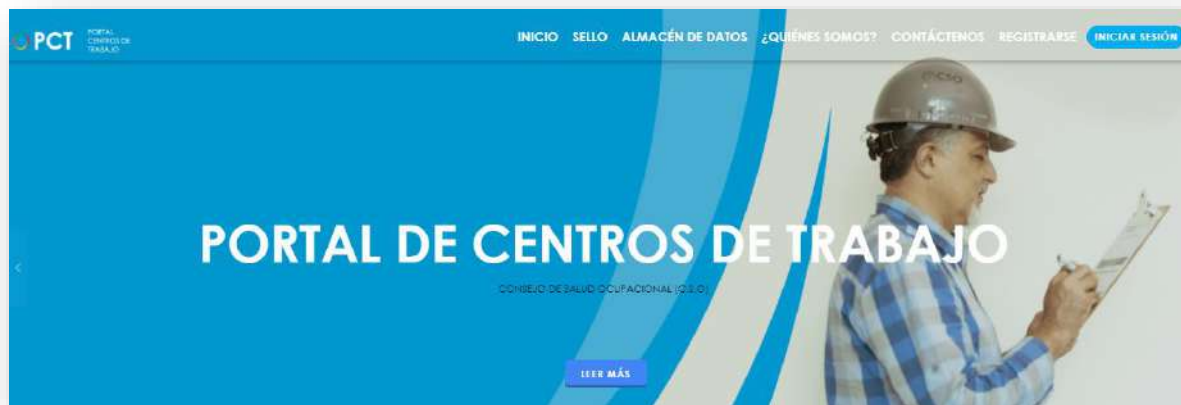 PCT
PORTAL
CENTROS DE
TRABAJO
INICIO SELLO ALMACÉN DE DATOS ¿QUIÉNES SOMOS? CONTÁCTENOS REGISTRARSE INICIAR SESIÓN
CSO
PORTAL DE CENTROS DE TRABAJO
CONSEJO DE SALUD OCUPACIONAL (C.S.O)
LEER MÁS